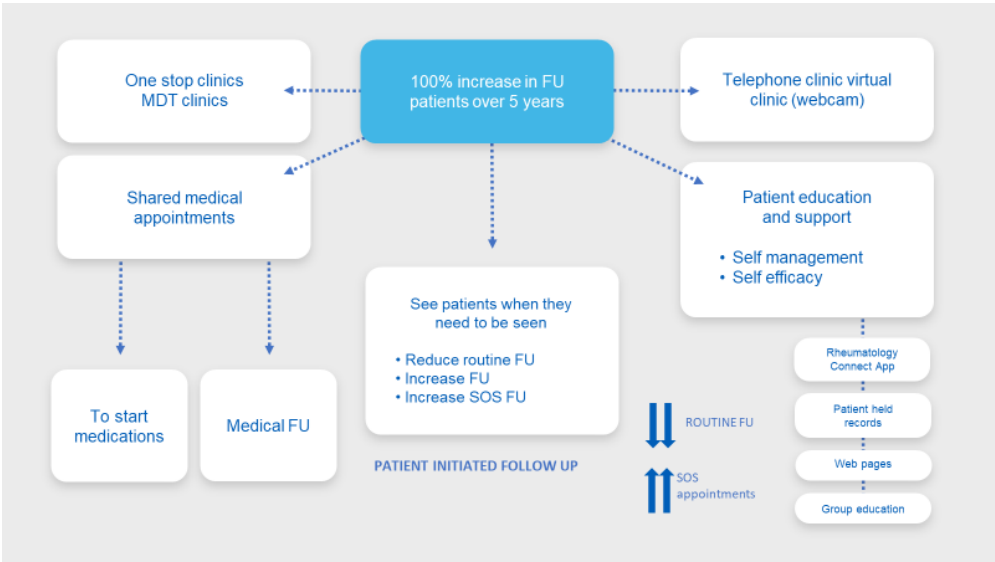 One stop clinics
MDT clinics
100% increase in FU
patients over 5 years
Telephone clinic virtual
clinic (webcam)
Shared medical
appointments
Patient education
and support
• Self management
• Self efficacy
See patients when they
need to be seen
• Reduce routine FU
• Increase FU
• Increase SOS FU
To start
medications
Medical FU
PATIENT INITIATED FOLLOW UP
ROUTINE FU
SOS
appointments
Rheumatology
Connect App
Patient held
records
Web pages
Group education